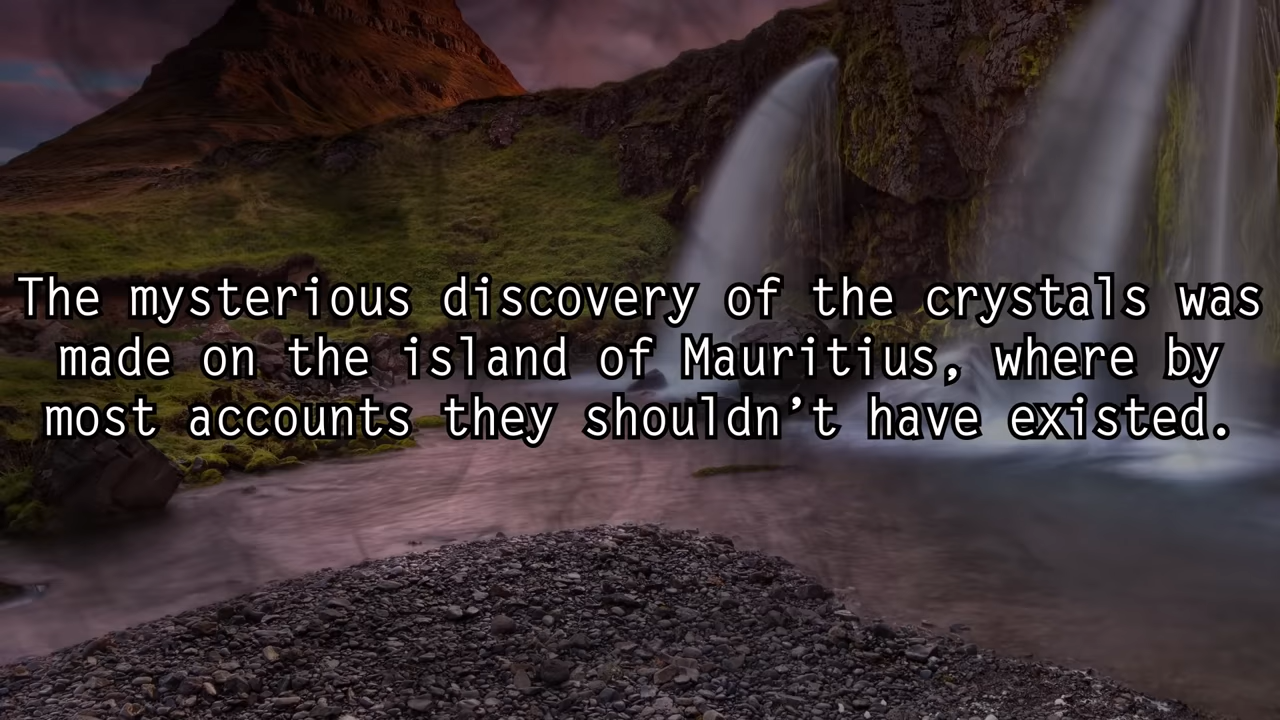 The mysterious discovery of the crystals was
made on the island of Mauritius, where by
most accounts they shouldn’t have existed.